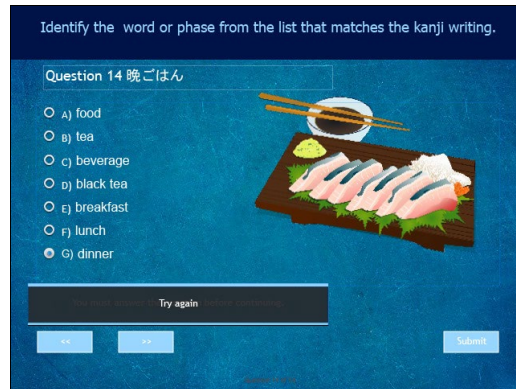 Identify the word or phase from the list that matches the kanji writing.
Question 14 晩ごはん
A) food
B) tea
C) beverage
D) black tea
E) breakfast
F) lunch
G) dinner
Try again
<< >> Submit